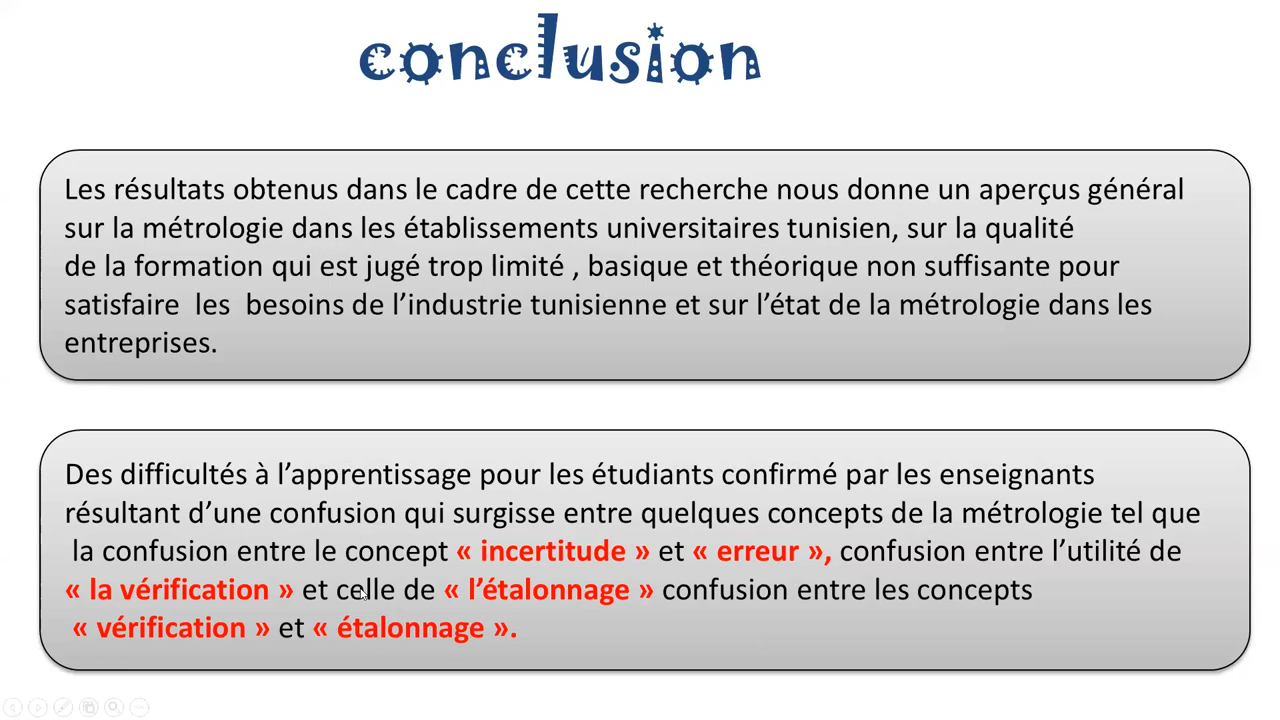 conclusion
Les résultats obtenus dans le cadre de cette recherche nous donne un aperçus général
sur la métrologie dans les établissements universitaires tunisien, sur la qualité
de la formation qui est jugé trop limité , basique et théorique non suffisante pour
satisfaire les besoins de l’industrie tunisienne et sur l’état de la métrologie dans les
entreprises.
Des difficultés à l’apprentissage pour les étudiants confirmé par les enseignants
résultant d’une confusion qui surgisse entre quelques concepts de la métrologie tel que
la confusion entre le concept « incertitude » et « erreur », confusion entre l’utilité de
« la vérification » et celle de « l’étalonnage » confusion entre les concepts
« vérification » et « étalonnage ».